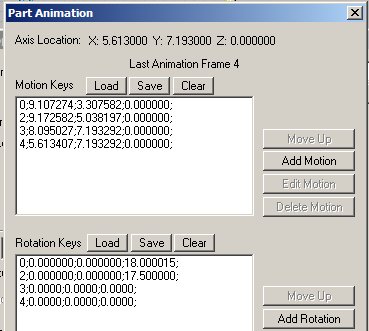 Part Animation
Axis Location: X: 5.613000 Y: 7.193000 Z: 0.000000
Last Animation Frame 4
Motion Keys Load Save Clear
0;9.107274;3.307582;0.000000;
2;9.172582;5.038197;0.000000;
3;8.095027;7.193292;0.000000;
4;5.613407;7.193292;0.000000;
Move Up
Add Motion
Edit Motion
Delete Motion
Rotation Keys Load Save Clear
0;0.000000;0.000000;18.000015;
2;0.000000;0.000000;17.500000;
3;0.0000;0.0000;0.0000;
4;0.0000;0.0000;0.0000;
Move Up
Add Rotation